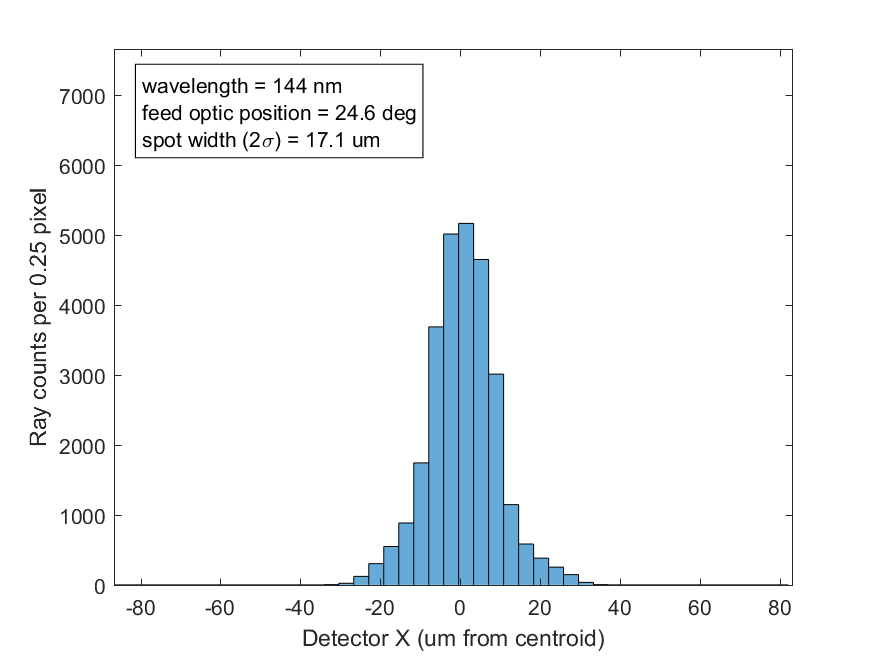 wavelength = 144 nm
feed optic position = 24.6 deg
spot width (2σ) = 17.1 um
7000
6000
5000
4000
3000
2000
1000
0
Ray counts per 0.25 pixel
-80 -60 -40 -20 0 20 40 60 80
Detector X (um from centroid)